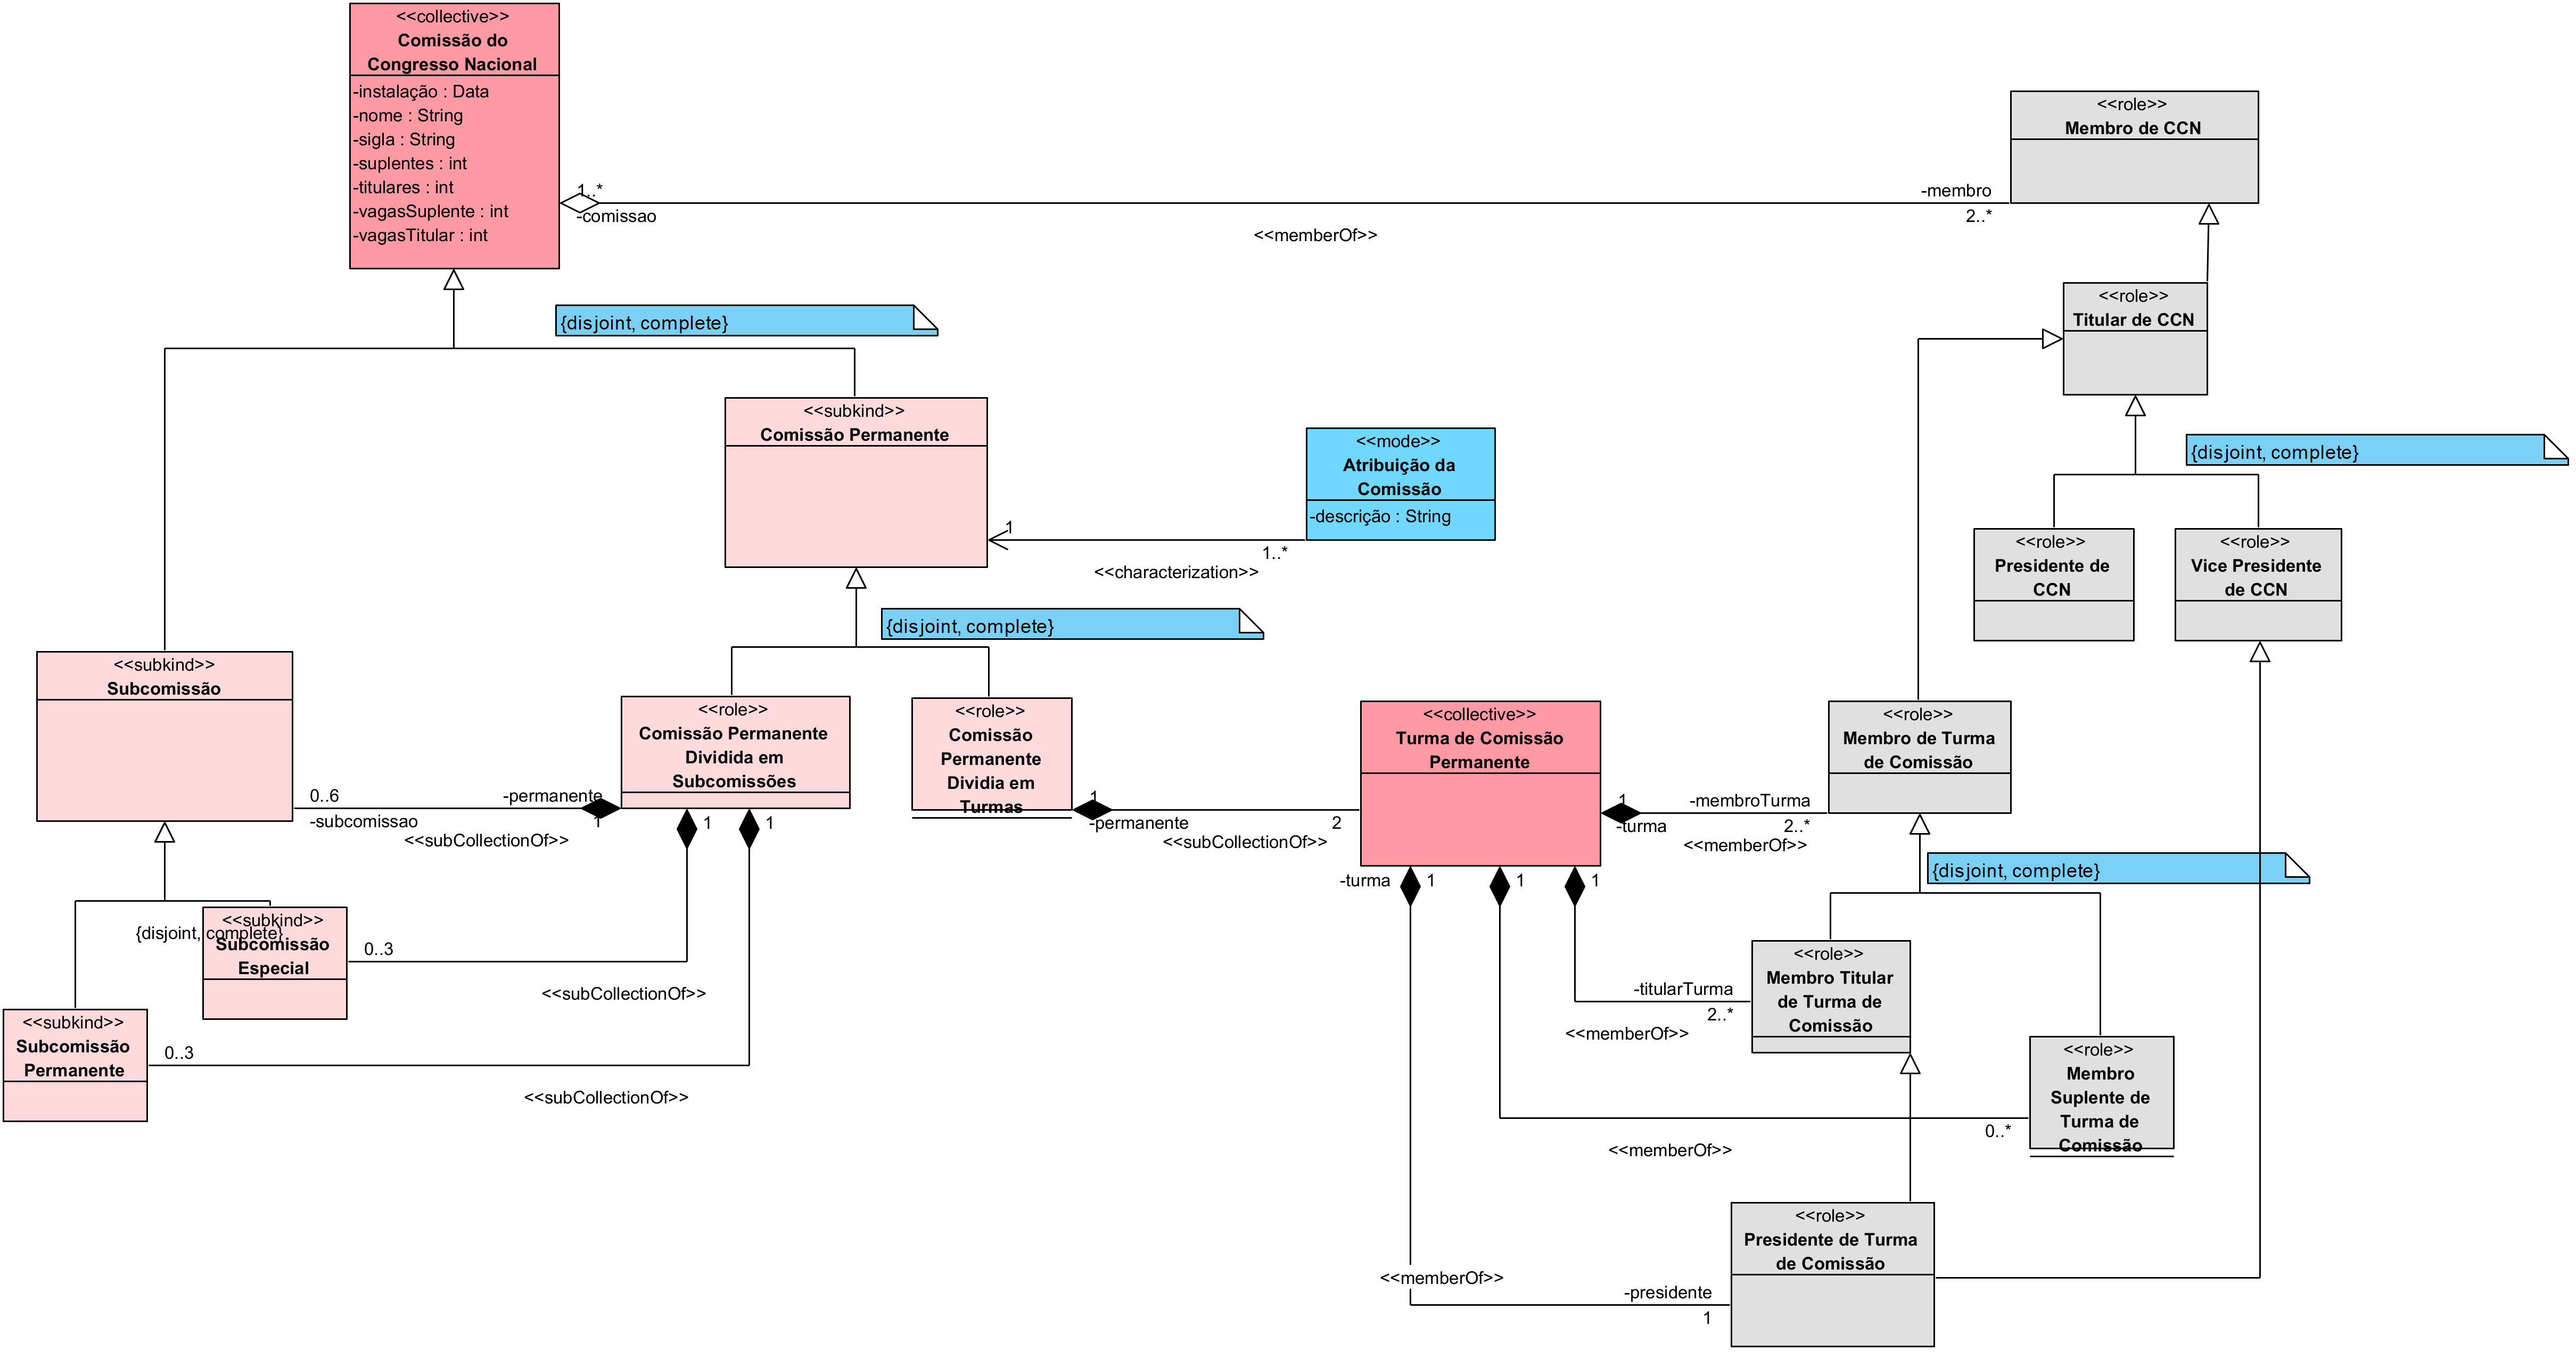 <<collective>>
Comissão do
Congresso Nacional
-instalação : Data
-nome : String
-sigla : String
-suplentes : int
-titulares : int
-vagasSuplente : int
-vagasTitular : int
1..*
-comissao
<<memberOf>>
-membro
2..*
<<role>>
Membro de CCN
{disjoint, complete}
<<role>>
Titular de CCN
<<subkind>>
Comissão Permanente
<<mode>>
Atribuição da
Comissão
-descrição : String
1
1..*
<<characterization>>
{disjoint, complete}
<<role>>
Presidente de
CCN
<<role>>
Vice Presidente
de CCN
{disjoint, complete}
<<subkind>>
Subcomissão
<<role>>
Comissão Permanente
Dividida em
Subcomissões
<<role>>
Comissão
Permanente
Dividia em
Turmas
<<collective>>
Turma de Comissão
Permanente
<<role>>
Membro de Turma
de Comissão
0..6
-subcomissao
-permanente
1
<<subCollectionOf>>
1
1
1
-permanente
2
<<subCollectionOf>>
1
-turma
-membroTurma
2..*
<<memberOf>>
{disjoint, complete}
-turma
1
1
1
{disjoint, complete}
<<subkind>>
Subcomissão
Especial
0..3
<<subCollectionOf>>
<<subkind>>
Subcomissão
Permanente
0..3
<<subCollectionOf>>
<<role>>
Membro Titular
de Turma de
Comissão
-titularTurma
2..*
<<memberOf>>
<<role>>
Membro
Suplente de
Turma de
Comissão
0..*
<<memberOf>>
<<role>>
Presidente de Turma
de Comissão
<<memberOf>>
-presidente
1